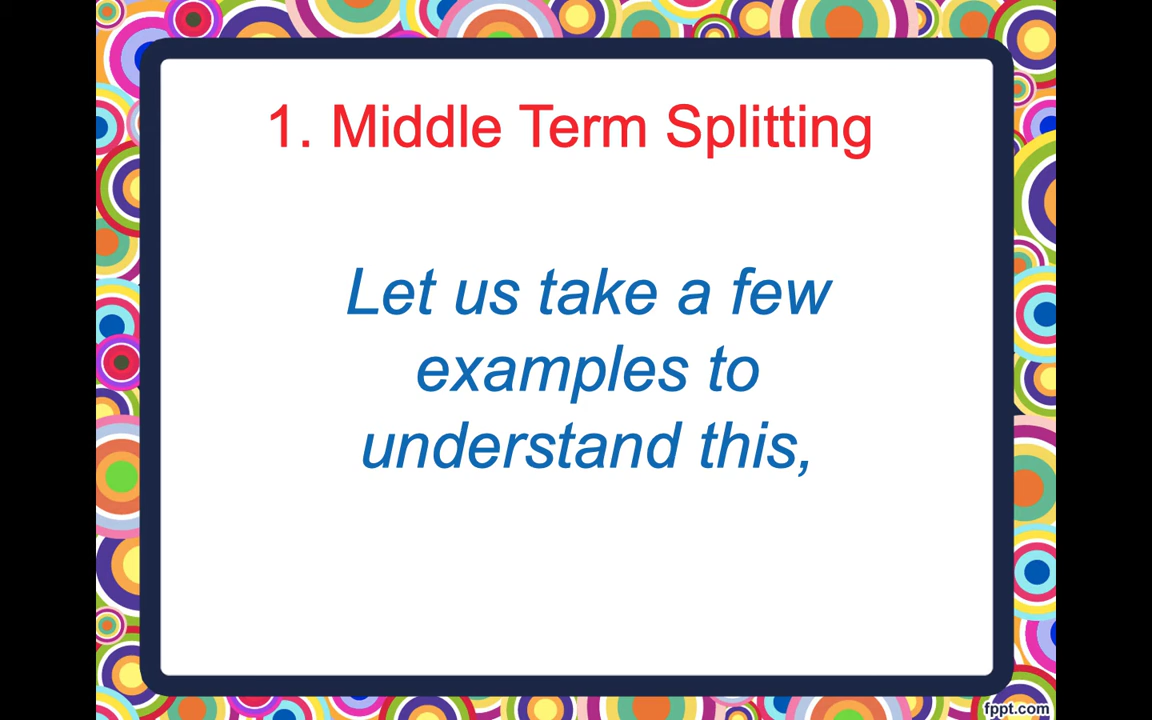 1. Middle Term Splitting
Let us take a few
examples to
understand this,
fppt.com